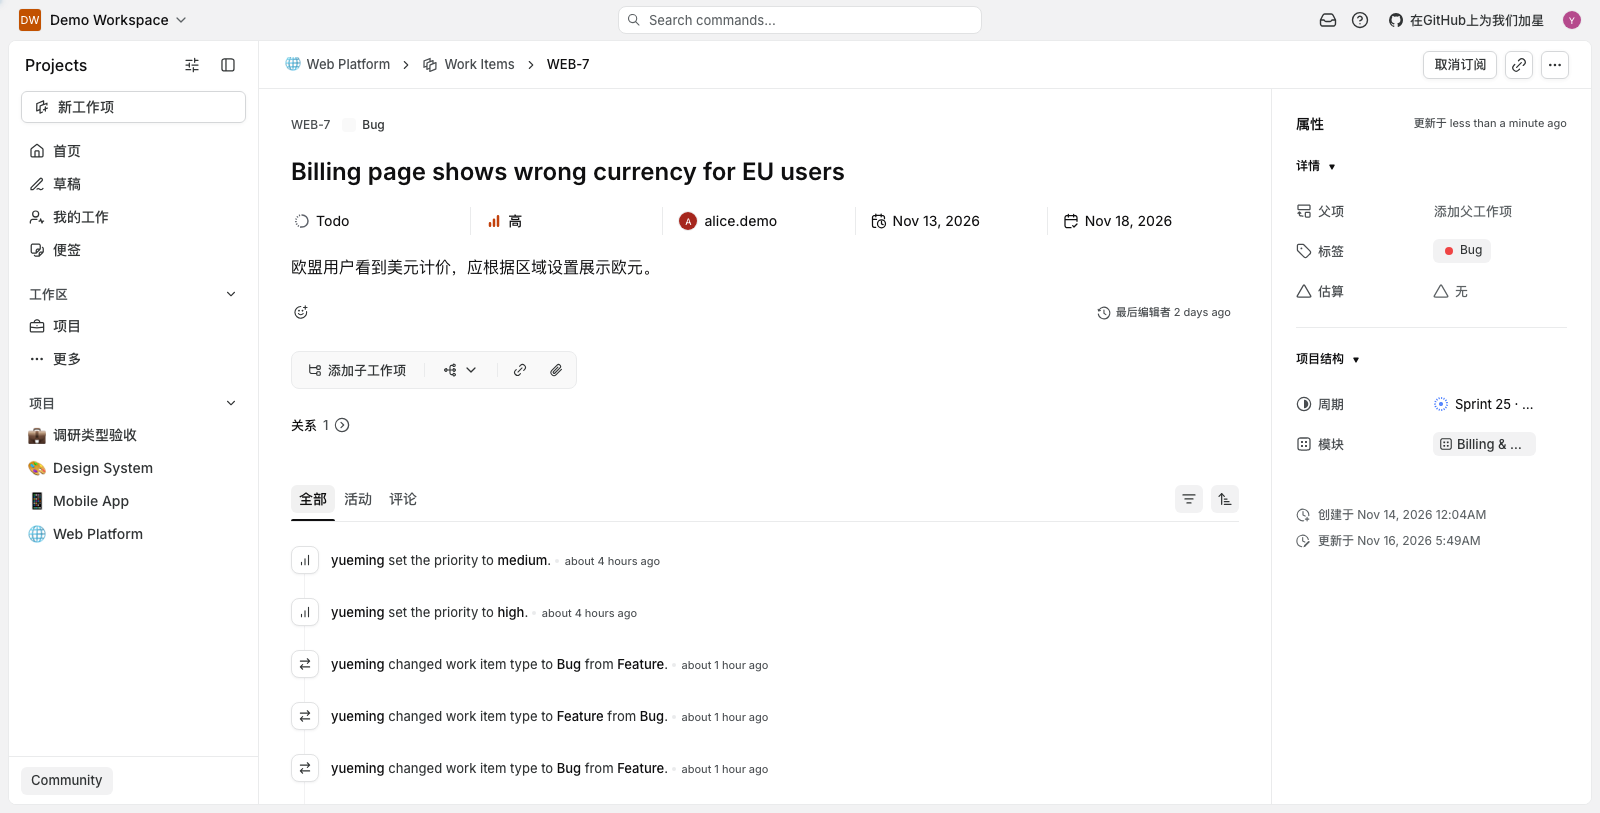 DW Demo Workspace
Search commands...
在GitHub上为我们加星
Y
Projects
新工作项
首页
草稿
我的工作
便签
工作区
项目
更多
项目
调研类型验收
Design System
Mobile App
Web Platform
Community
Web Platform
Work Items
WEB-7
取消订阅
WEB-7 Bug
Billing page shows wrong currency for EU users
Todo
高
A alice.demo
Nov 13, 2026
Nov 18, 2026
欧盟用户看到美元计价，应根据区域设置展示欧元。
最后编辑者 2 days ago
添加子工作项
关系 1
全部 活动 评论
yueming set the priority to medium. about 4 hours ago
yueming set the priority to high. about 4 hours ago
yueming changed work item type to Bug from Feature. about 1 hour ago
yueming changed work item type to Feature from Bug. about 1 hour ago
yueming changed work item type to Bug from Feature. about 1 hour ago
属性 更新于 less than a minute ago
详情
父项 添加父工作项
标签 Bug
估算 无
项目结构
周期 Sprint 25 · ...
模块 Billing & ...
创建于 Nov 14, 2026 12:04AM
更新于 Nov 16, 2026 5:49AM